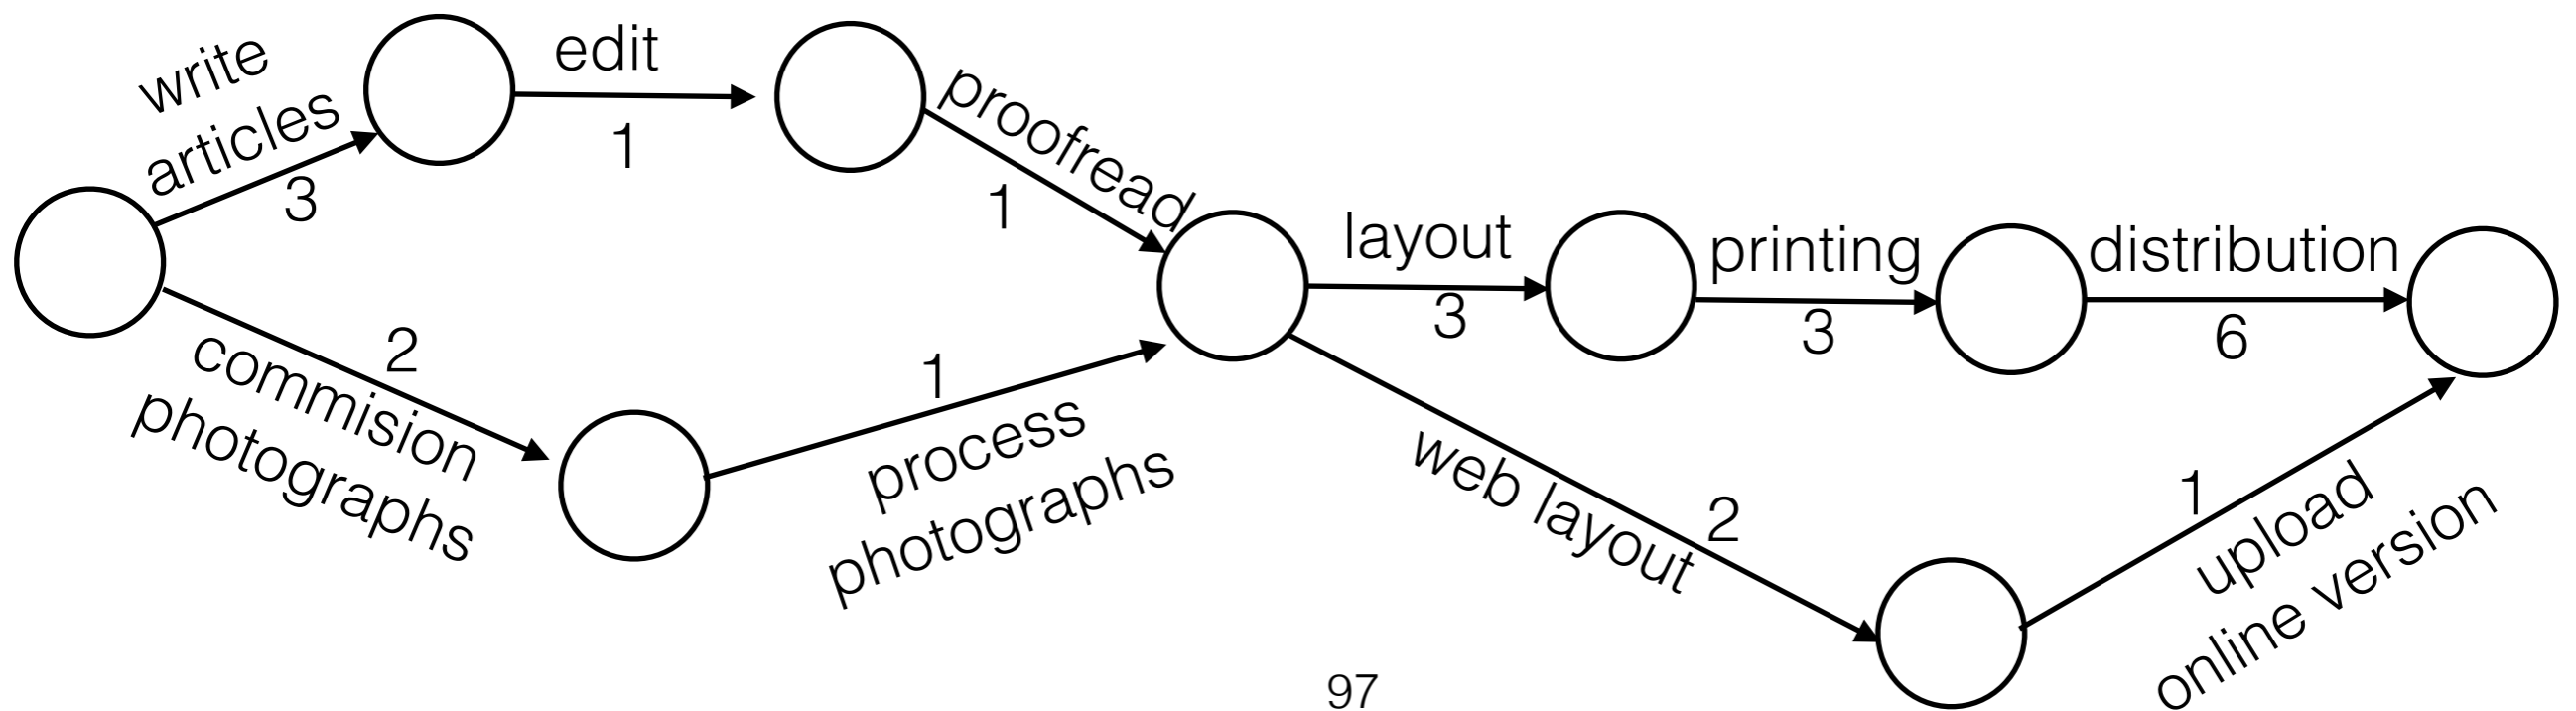 write
articles
3
edit
1
proofread
1
2
commision
photographs
1
process
photographs
layout
3
printing
3
distribution
6
web layout
2
1
upload
online version
97